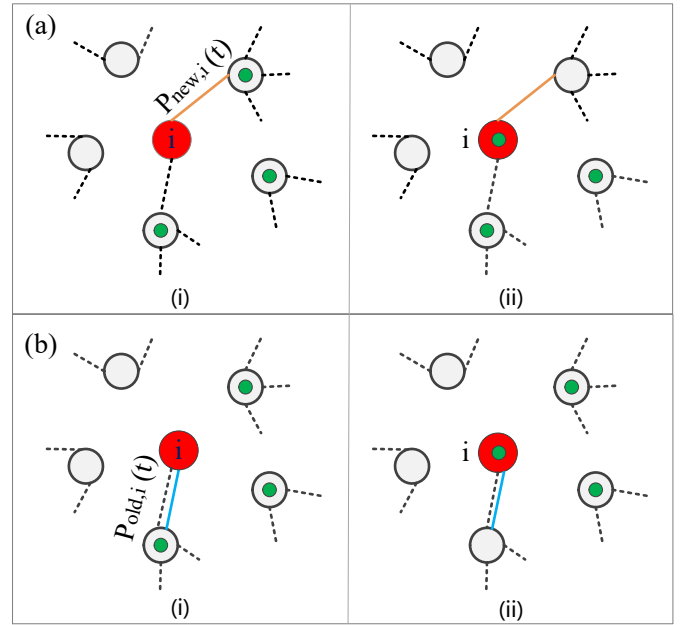 (a)
P_new,i (t)
i
i
(i)
(ii)
(b)
P_old,i (t)
i
i
(i)
(ii)